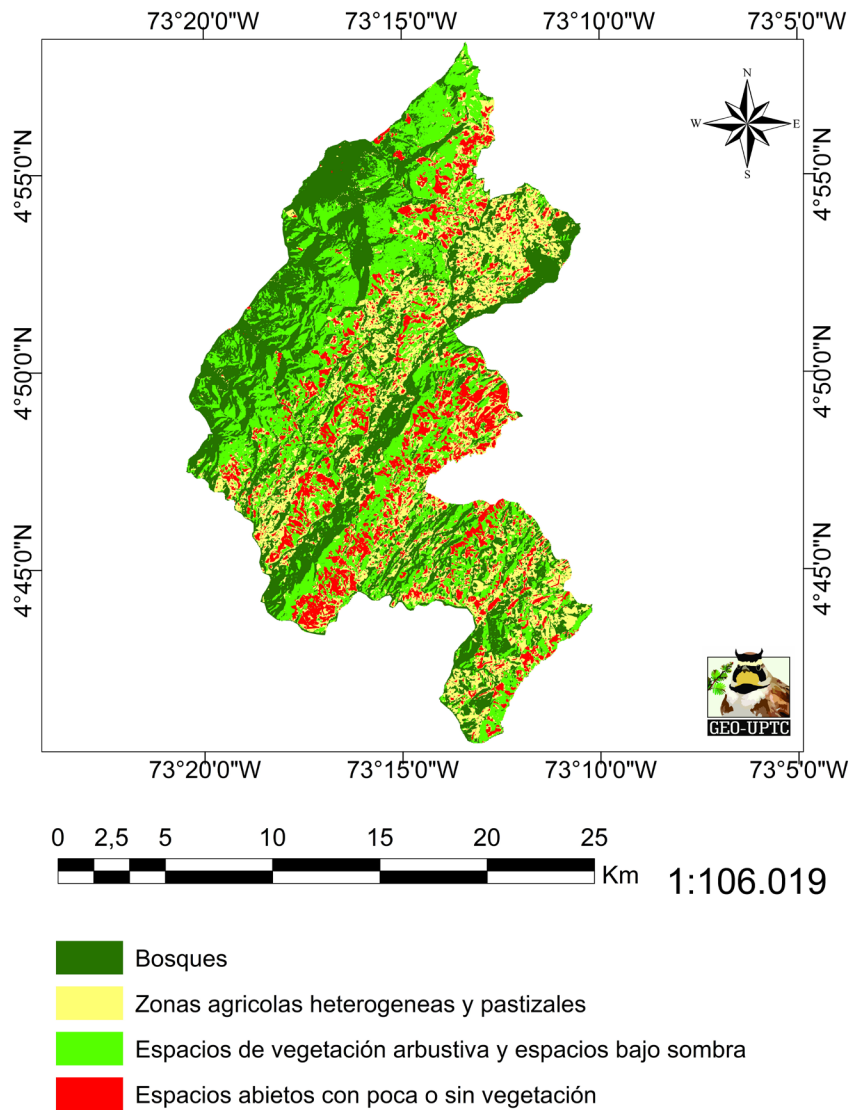 73°20'0"W 73°15'0"W 73°10'0"W 73°5'0"W
N
W E
S
4°55'0"N 4°55'0"N
4°50'0"N 4°50'0"N
4°45'0"N 4°45'0"N
GEO-UPTC
73°20'0"W 73°15'0"W 73°10'0"W 73°5'0"W
0 2,5 5 10 15 20 25
Km 1:106.019
Bosques
Zonas agricolas heterogeneas y pastizales
Espacios de vegetación arbustiva y espacios bajo sombra
Espacios abietos con poca o sin vegetación